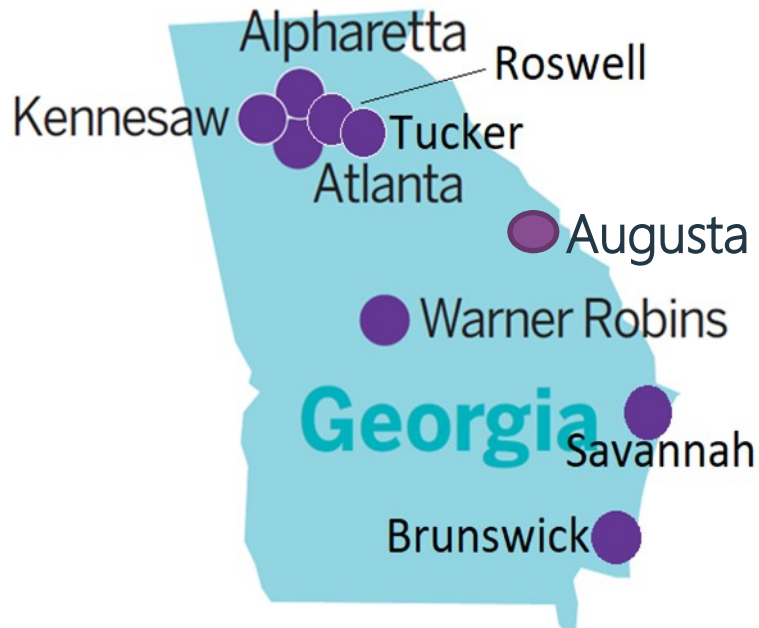 Alpharetta
Roswell
Kennesaw
Tucker
Atlanta
Augusta
Warner Robins
Georgia
Savannah
Brunswick